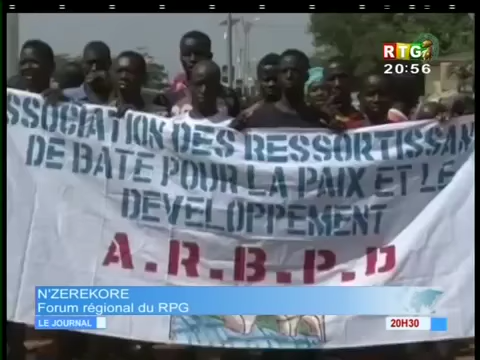 RTG
20:56
SSOCIATION DES RESSORTISSAN
DE BATE POUR LA PAIX ET LE
DEVELOPPEMENT
A.R.B.P.D
N'ZEREKORE
Forum régional du RPG
LE JOURNAL
20H30